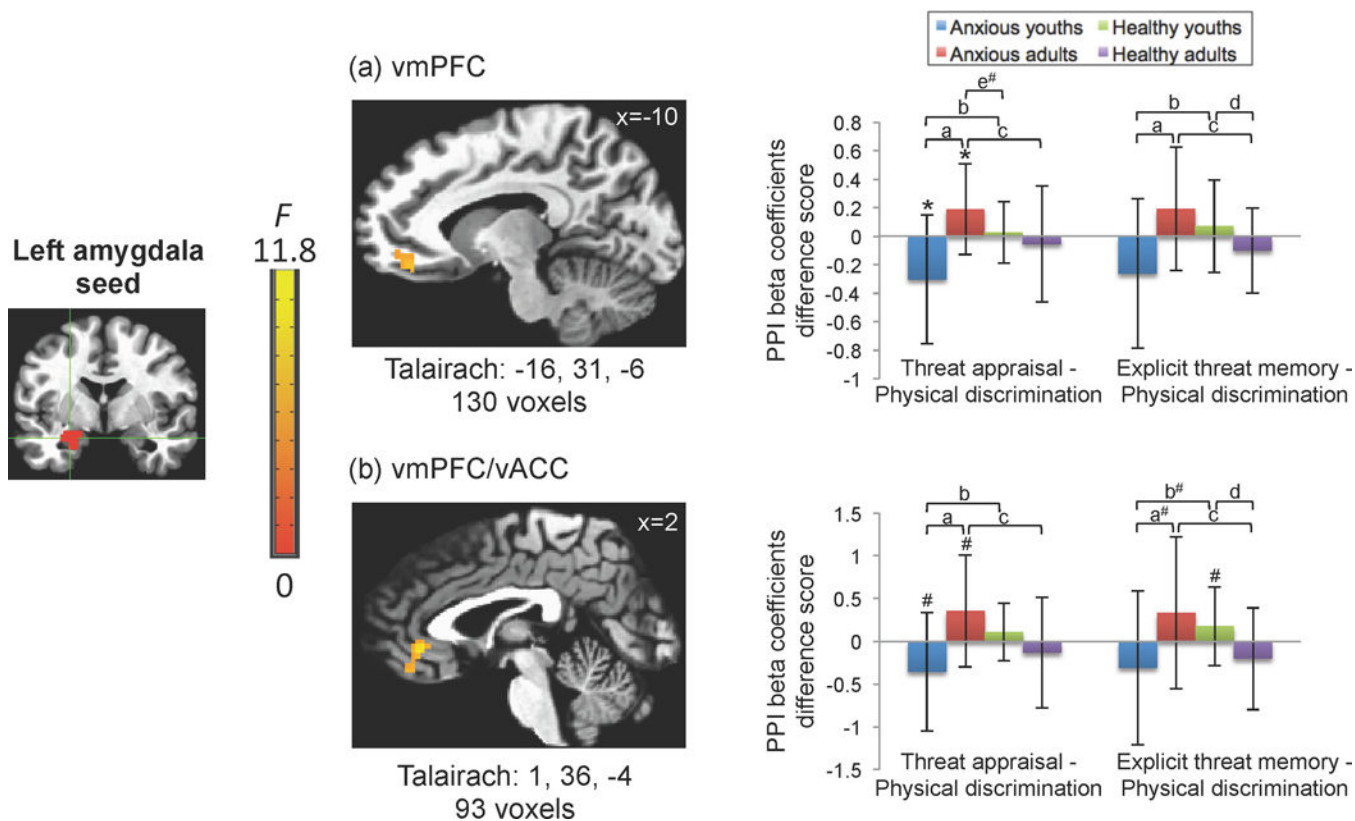 Left amygdala
seed
F
11.8
0
(a) vmPFC
x=-10
Talairach: -16, 31, -6
130 voxels
Anxious youths
Healthy youths
Anxious adults
Healthy adults
e#
b
a
c
b
d
a
c
*
*
PPI beta coefficients
difference score
0.8
0.6
0.4
0.2
0
-0.2
-0.4
-0.6
-0.8
-1
Threat appraisal -
Physical discrimination
Explicit threat memory -
Physical discrimination
(b) vmPFC/vACC
x=2
Talairach: 1, 36, -4
93 voxels
b
a
c
b#
d
a#
c
#
#
#
PPI beta coefficients
difference score
1.5
1
0.5
0
-0.5
-1
-1.5
Threat appraisal -
Physical discrimination
Explicit threat memory -
Physical discrimination